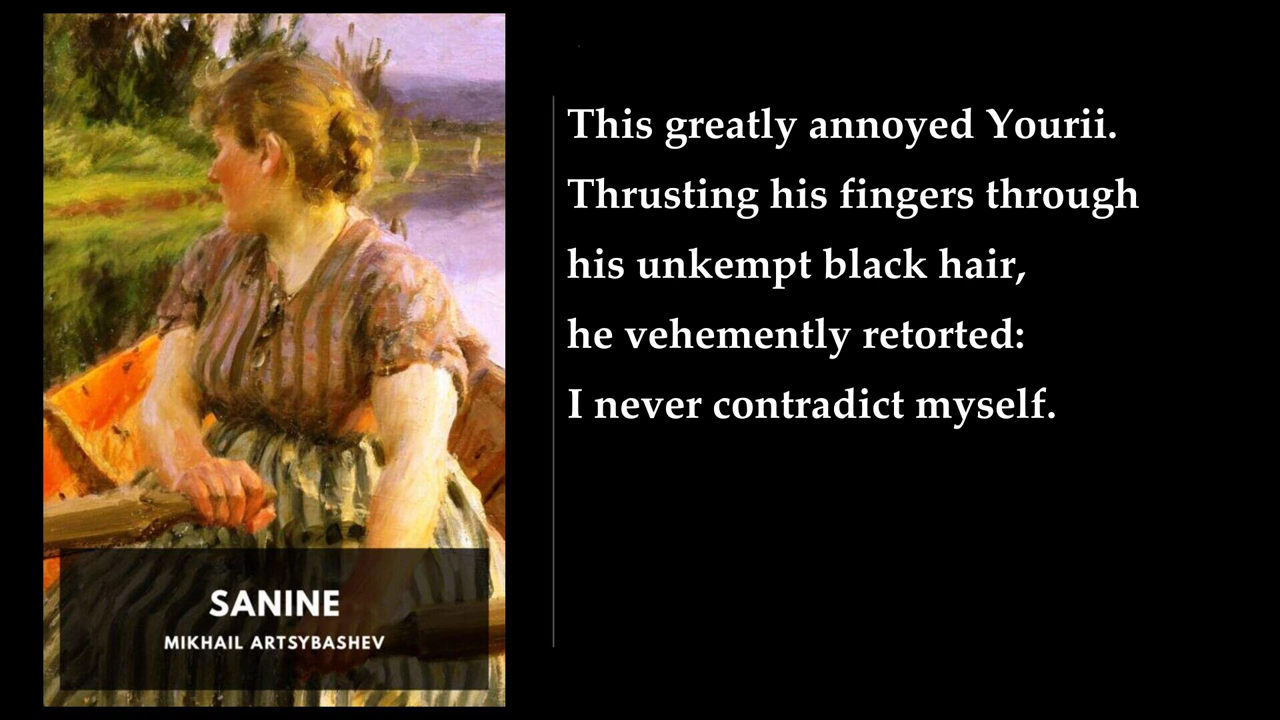 SANINE
MIKHAIL ARTSYBASHEV
This greatly annoyed Yourii.
Thrusting his fingers through
his unkempt black hair,
he vehemently retorted:
I never contradict myself.